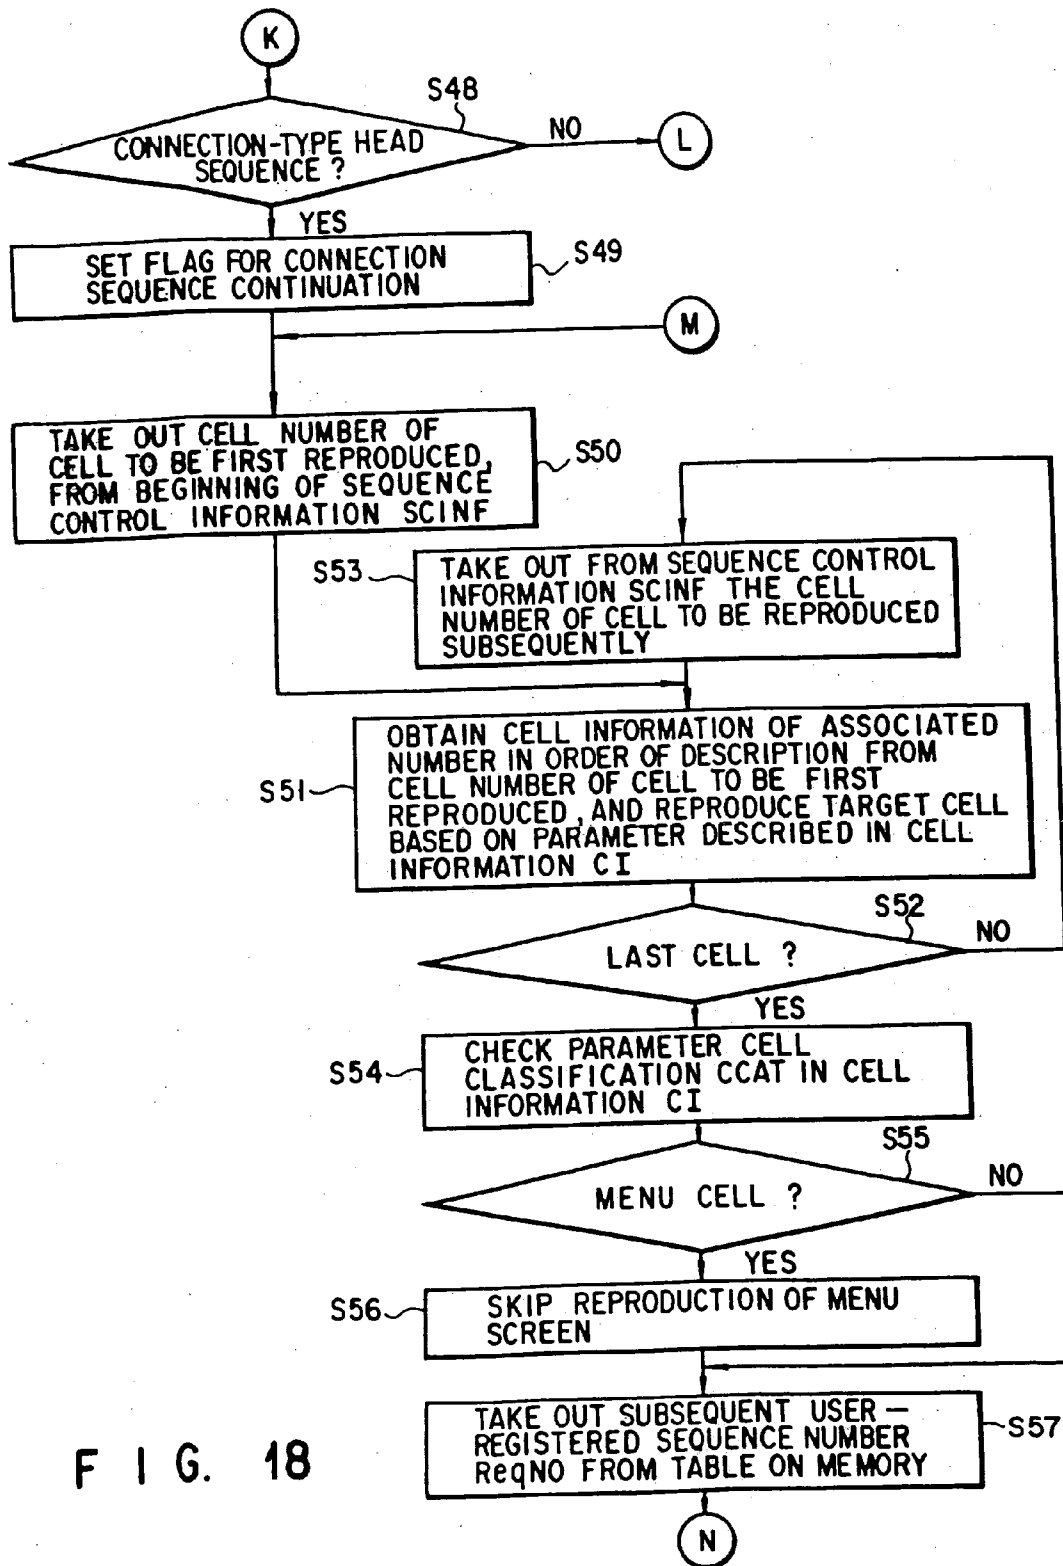 K
S48
CONNECTION-TYPE HEAD
SEQUENCE ?
NO
L
YES
SET FLAG FOR CONNECTION
SEQUENCE CONTINUATION
S49
M
TAKE OUT CELL NUMBER OF
CELL TO BE FIRST REPRODUCED,
FROM BEGINNING OF SEQUENCE
CONTROL INFORMATION SCINF
S50
S53
TAKE OUT FROM SEQUENCE CONTROL
INFORMATION SCINF THE CELL
NUMBER OF CELL TO BE REPRODUCED
SUBSEQUENTLY
S51
OBTAIN CELL INFORMATION OF ASSOCIATED
NUMBER IN ORDER OF DESCRIPTION FROM
CELL NUMBER OF CELL TO BE FIRST
REPRODUCED, AND REPRODUCE TARGET CELL
BASED ON PARAMETER DESCRIBED IN CELL
INFORMATION CI
S52
LAST CELL ?
NO
YES
S54
CHECK PARAMETER CELL
CLASSIFICATION CCAT IN CELL
INFORMATION CI
S55
MENU CELL ?
NO
YES
S56
SKIP REPRODUCTION OF MENU
SCREEN
TAKE OUT SUBSEQUENT USER-
REGISTERED SEQUENCE NUMBER
ReqNO FROM TABLE ON MEMORY
S57
N
FIG. 18